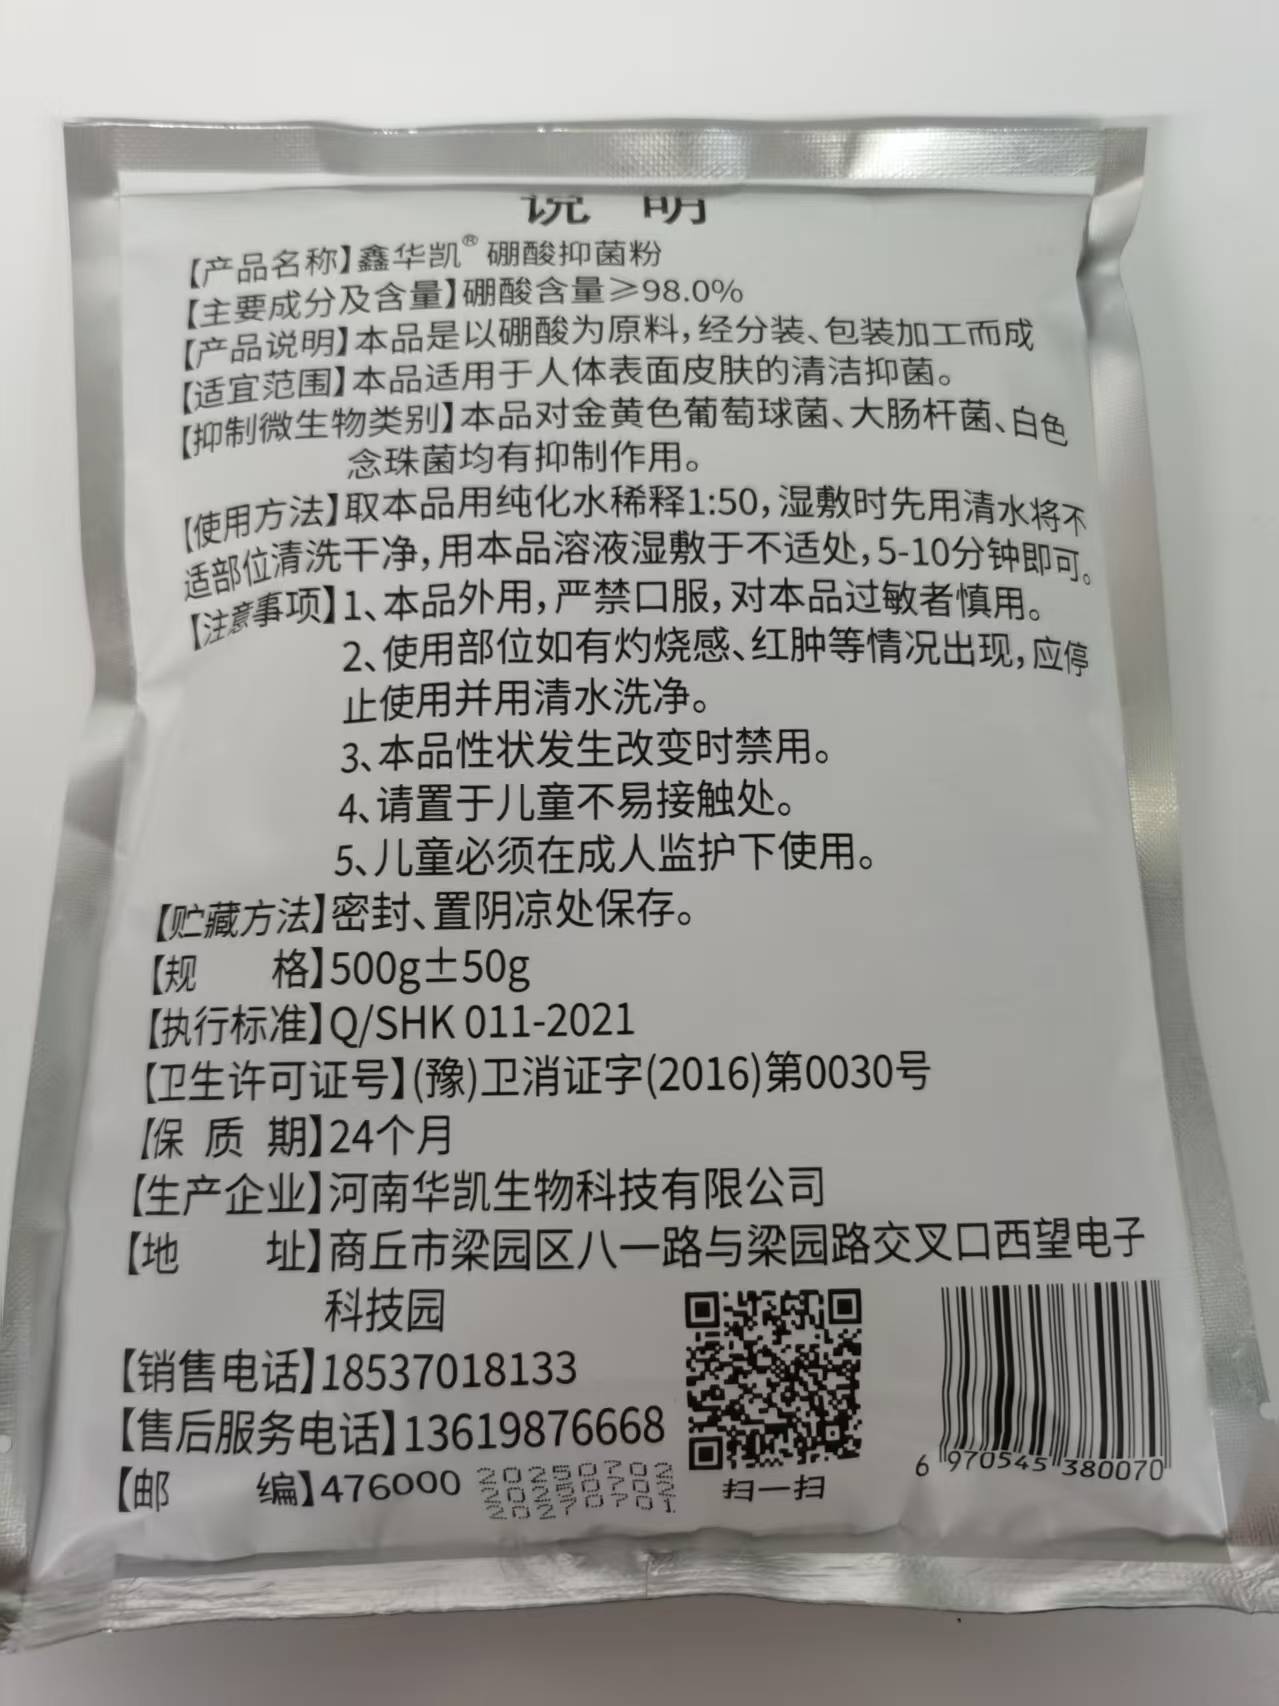 说 明
【产品名称】鑫华凯® 硼酸抑菌粉
【主要成分及含量】硼酸含量≥98.0%
【产品说明】本品是以硼酸为原料,经分装、包装加工而成
【适宜范围】本品适用于人体表面皮肤的清洁抑菌。
【抑制微生物类别】本品对金黄色葡萄球菌、大肠杆菌、白色
念珠菌均有抑制作用。
【使用方法】取本品用纯化水稀释1:50,湿敷时先用清水将不
适部位清洗干净,用本品溶液湿敷于不适处,5-10分钟即可。
【注意事项】1、本品外用,严禁口服,对本品过敏者慎用。
2、使用部位如有灼烧感、红肿等情况出现,应停
止使用并用清水洗净。
3、本品性状发生改变时禁用。
4、请置于儿童不易接触处。
5、儿童必须在成人监护下使用。
【贮藏方法】密封、置阴凉处保存。
【规 格】500g±50g
【执行标准】Q/SHK 011-2021
【卫生许可证号】(豫)卫消证字(2016)第0030号
【保 质 期】24个月
【生产企业】河南华凯生物科技有限公司
【地 址】商丘市梁园区八一路与梁园路交叉口西望电子
科技园
【销售电话】18537018133
【售后服务电话】13619876668
【邮 编】476000
20250702
20250702
20270701
扫一扫
6 970545 380070